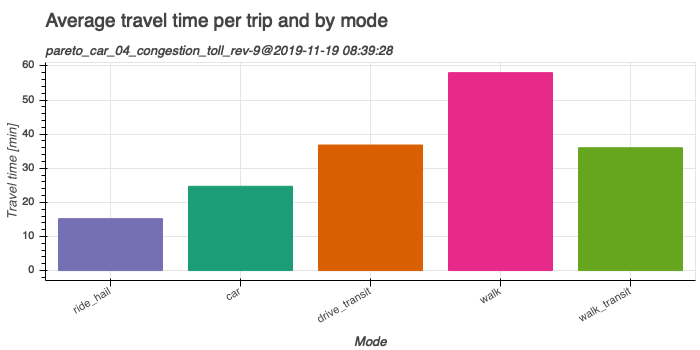 Average travel time per trip and by mode
pareto_car_04_congestion_toll_rev-9@2019-11-19 08:39:28
Travel time [min]
60
50
40
30
20
10
0
ride_hail
car
drive_transit
walk
walk_transit
Mode